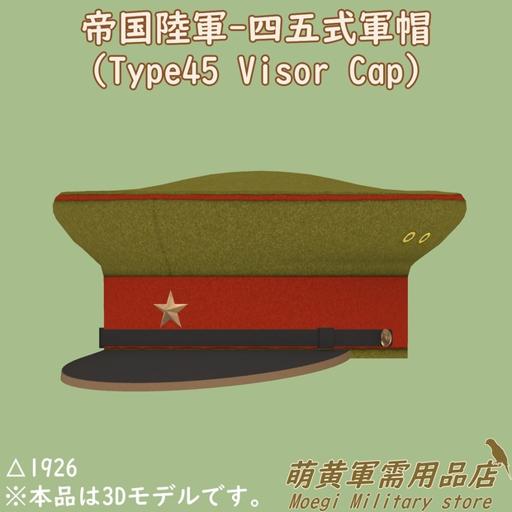 帝国陸軍-四五式軍帽
(Type45 Visor Cap)
△1926
※本品は3Dモデルです。
萌黄軍需用品店
Moegi Military store